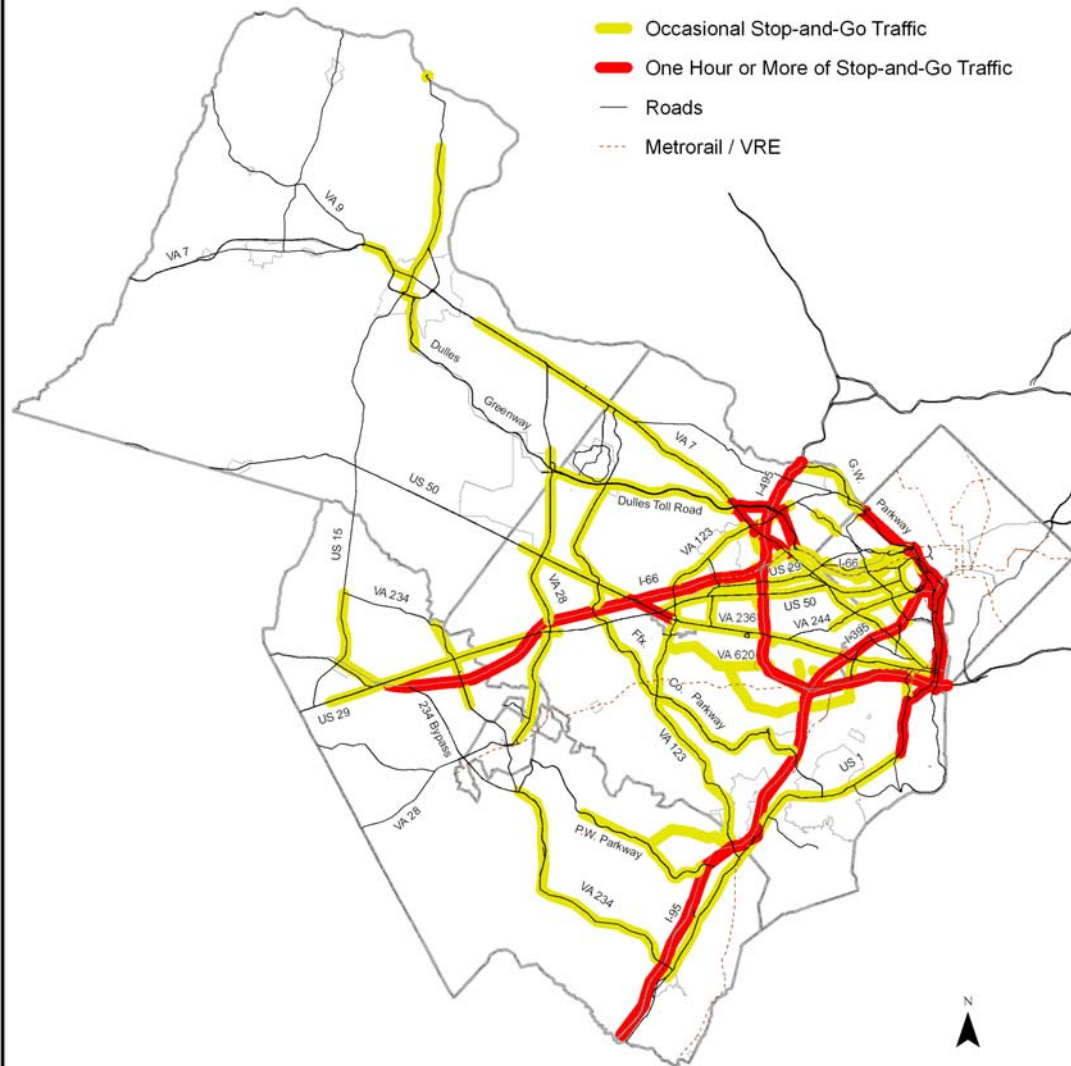 Occasional Stop-and-Go Traffic
One Hour or More of Stop-and-Go Traffic
Roads
Metrorail / VRE
VA 9
VA 7
Dulles
Greenway
VA 7
I-495
G.W.
Parkway
US 50
Dulles Toll Road
VA 123
US 15
I-66
US 29
I-66
VA 28
VA 234
US 50
VA 236
VA 244
I-395
Ffx.
VA 620
Co.
Parkway
US 29
234 Bypass
VA 123
US 1
VA 28
P.W. Parkway
VA 234
I-95
N